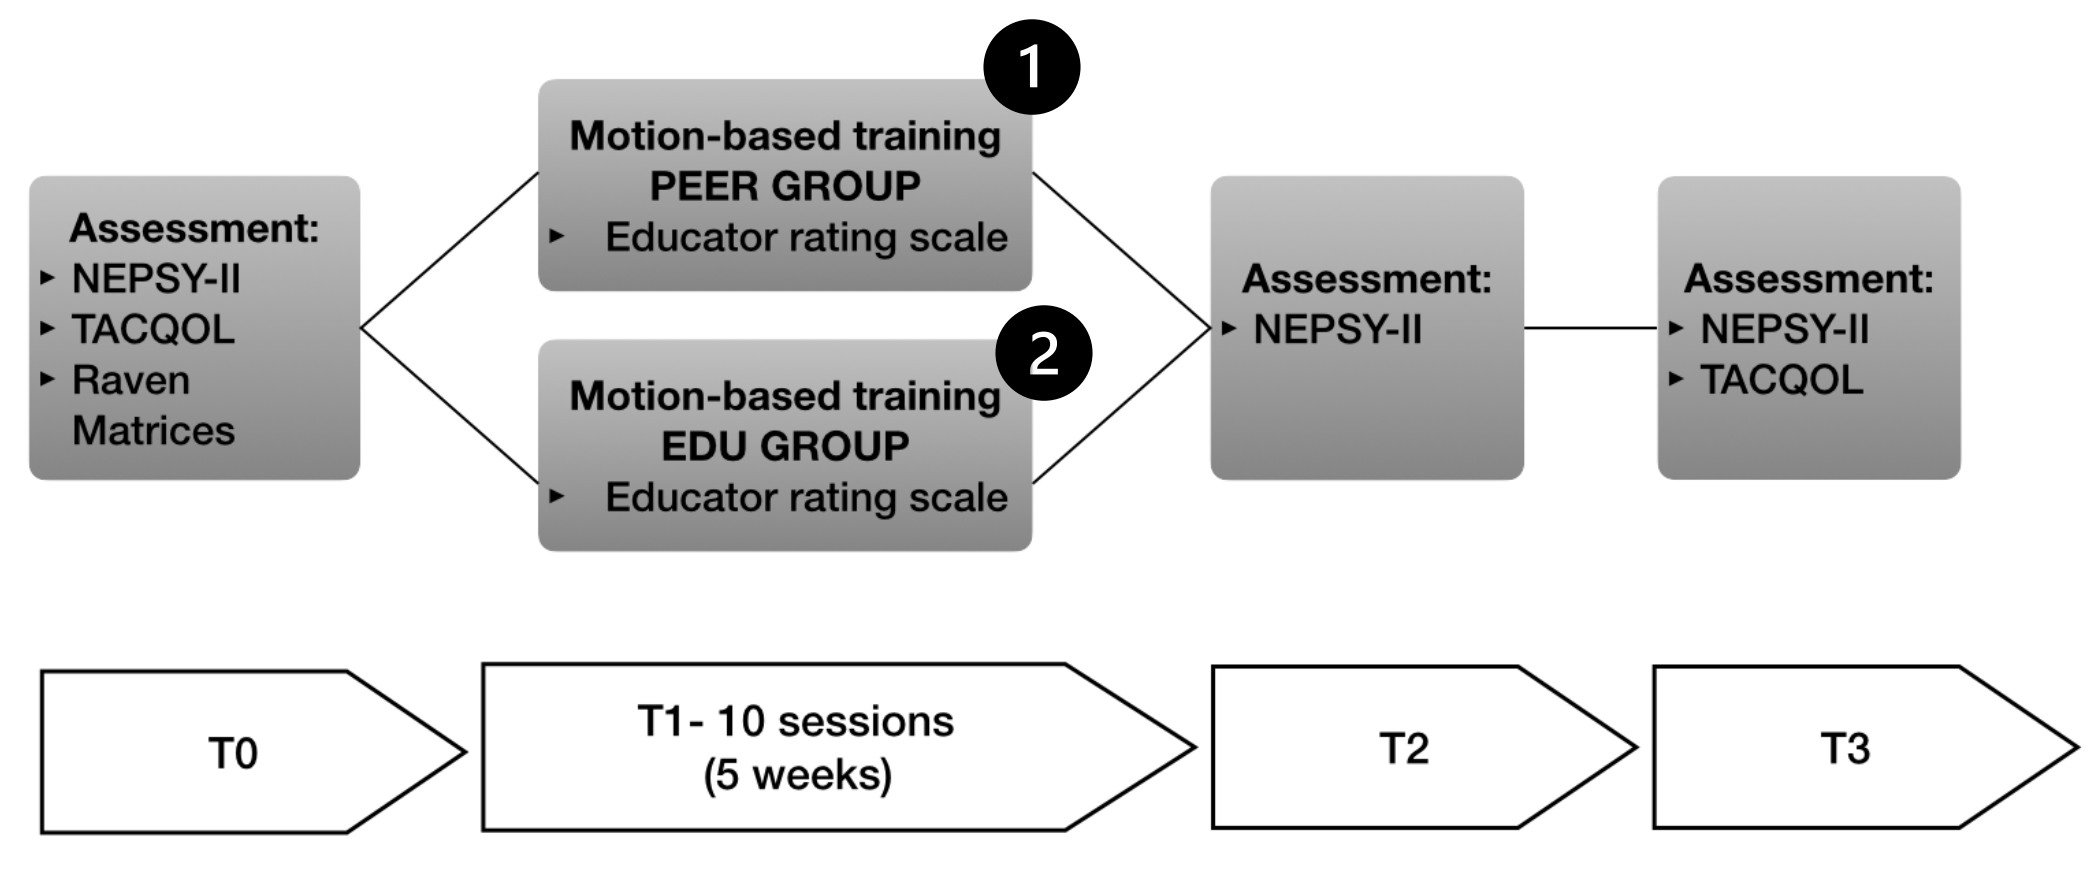 Assessment:
▸ NEPSY-II
▸ TACQOL
▸ Raven
Matrices
1
Motion-based training
PEER GROUP
▸ Educator rating scale
2
Motion-based training
EDU GROUP
▸ Educator rating scale
Assessment:
▸ NEPSY-II
Assessment:
▸ NEPSY-II
▸ TACQOL
T0
T1- 10 sessions
(5 weeks)
T2
T3